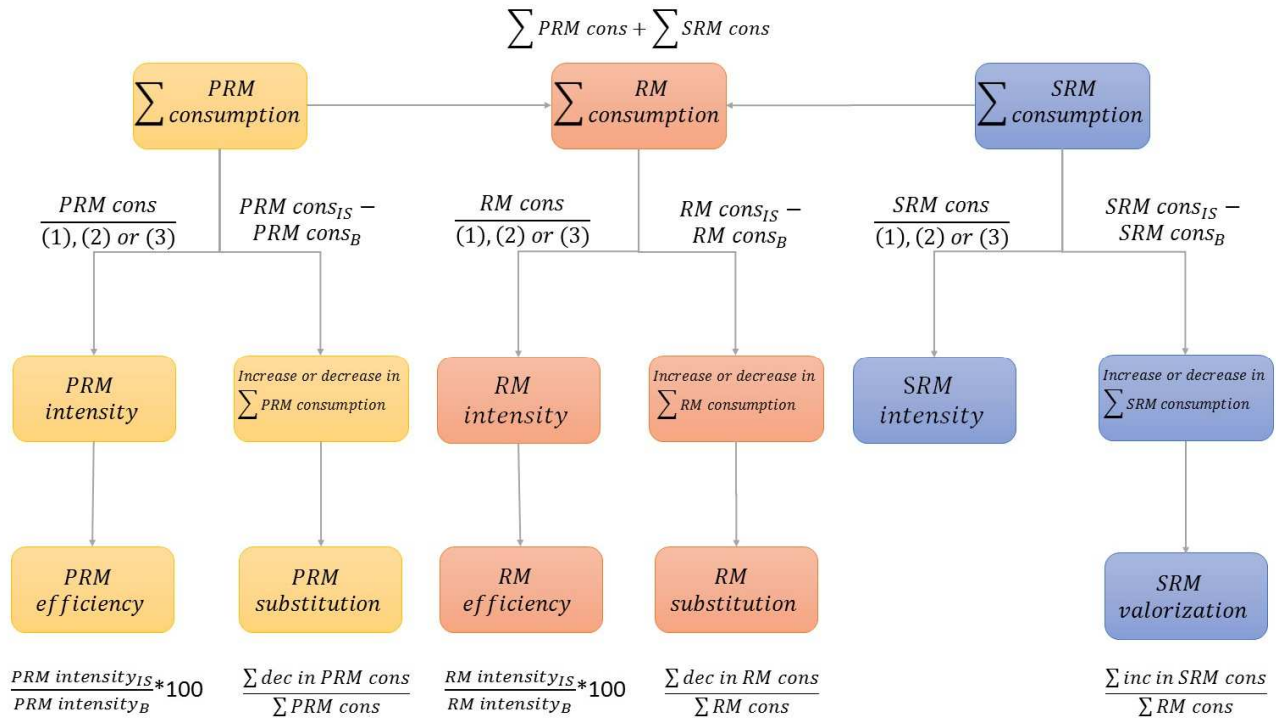 ∑ PRM cons + ∑ SRM cons
∑ PRM
consumption
∑ RM
consumption
∑ SRM
consumption
PRM cons
(1), (2) or (3)
PRM cons_IS −
PRM cons_B
RM cons
(1), (2) or (3)
RM cons_IS −
RM cons_B
SRM cons
(1), (2) or (3)
SRM cons_IS −
SRM cons_B
PRM
intensity
Increase or decrease in
∑ PRM consumption
RM
intensity
Increase or decrease in
∑ RM consumption
SRM
intensity
Increase or decrease in
∑ SRM consumption
PRM
efficiency
PRM
substitution
RM
efficiency
RM
substitution
SRM
valorization
PRM intensity_IS
PRM intensity_B
*100
∑ dec in PRM cons
∑ PRM cons
RM intensity_IS
RM intensity_B
*100
∑ dec in RM cons
∑ RM cons
∑ inc in SRM cons
∑ RM cons